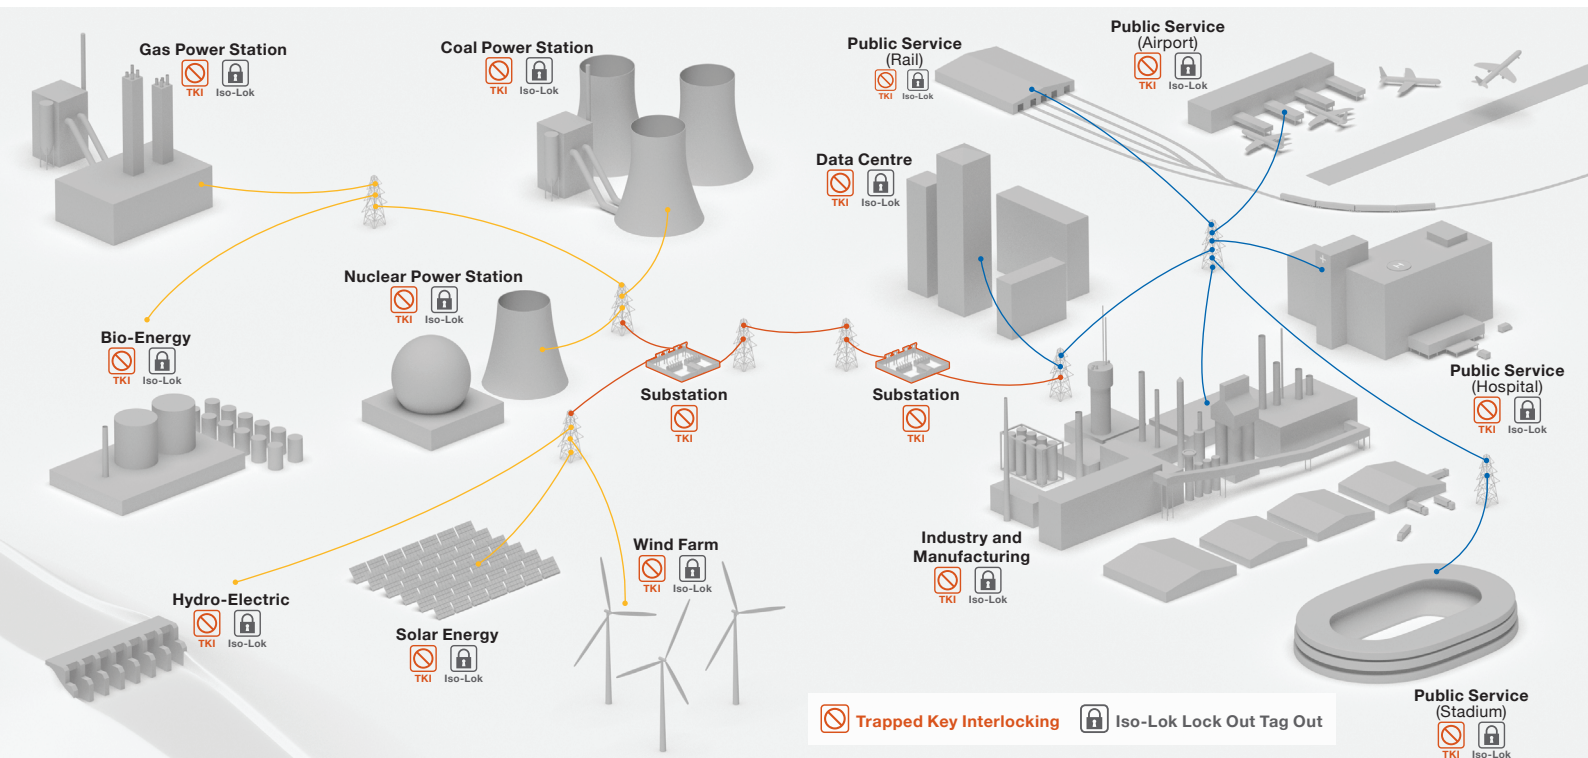 Gas Power Station
TKI Iso-Lok
Coal Power Station
TKI Iso-Lok
Public Service
(Rail)
TKI Iso-Lok
Public Service
(Airport)
TKI Iso-Lok
Data Centre
TKI Iso-Lok
Nuclear Power Station
TKI Iso-Lok
Bio-Energy
TKI Iso-Lok
Substation
TKI
Substation
TKI
Public Service
(Hospital)
TKI Iso-Lok
Industry and
Manufacturing
TKI Iso-Lok
Wind Farm
TKI Iso-Lok
Hydro-Electric
TKI Iso-Lok
Solar Energy
TKI Iso-Lok
Public Service
(Stadium)
TKI Iso-Lok
Trapped Key Interlocking Iso-Lok Lock Out Tag Out